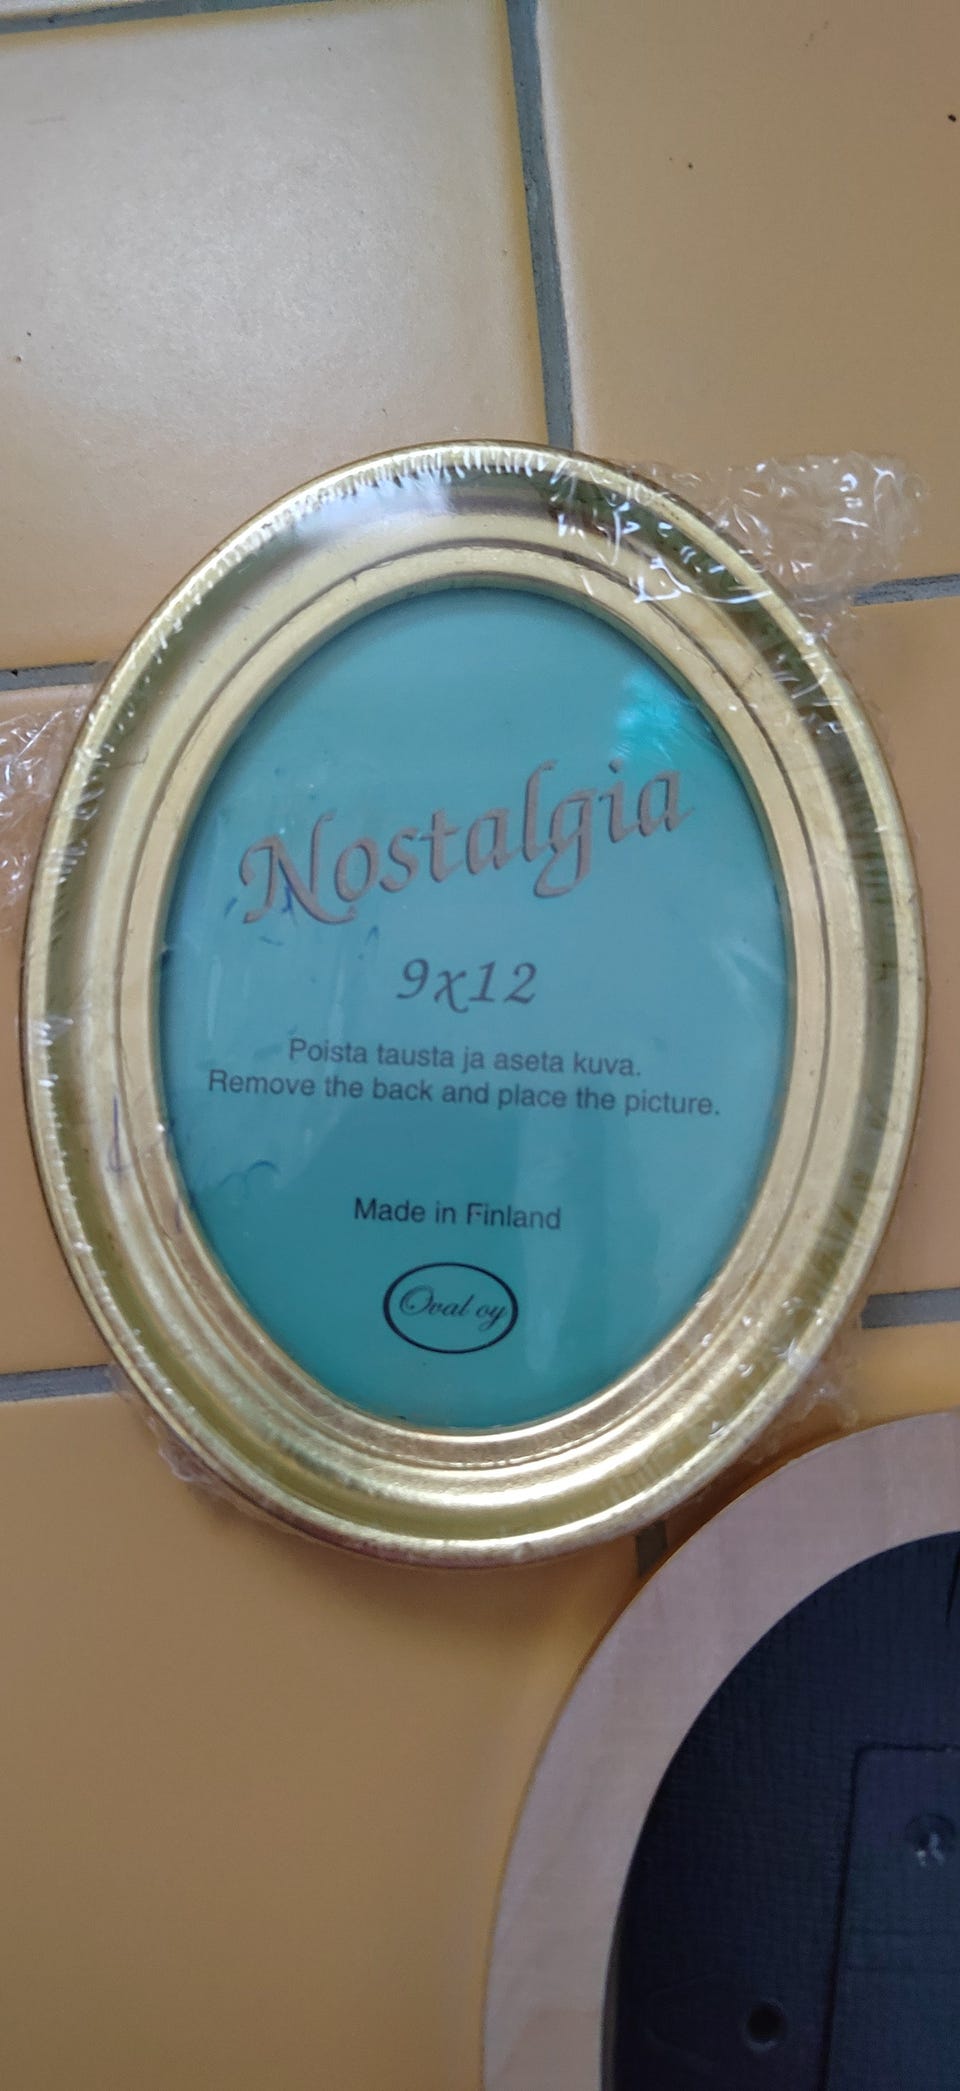 Nostalgia
9x12
Poista tausta ja aseta kuva.
Remove the back and place the picture.
Made in Finland
Oval oy